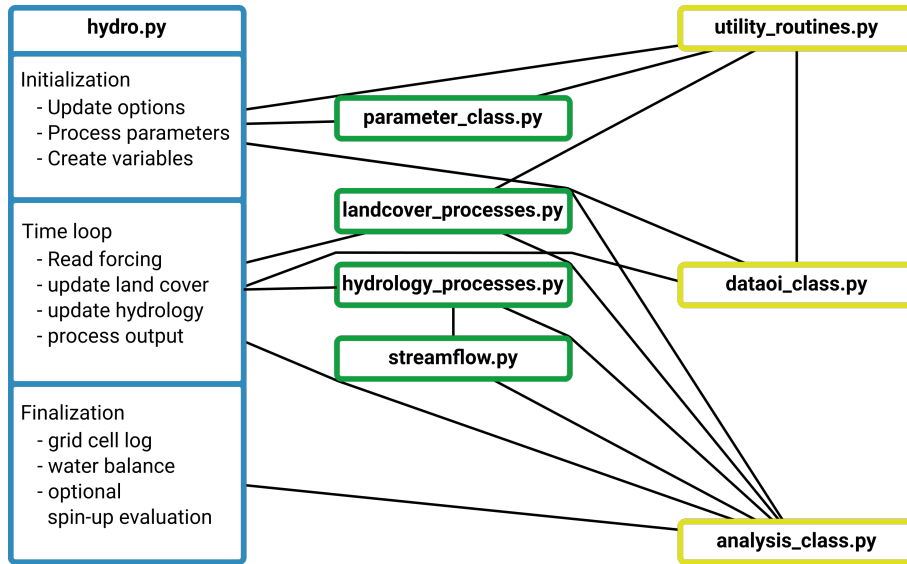 hydro.py
Initialization
- Update options
- Process parameters
- Create variables
Time loop
- Read forcing
- update land cover
- update hydrology
- process output
Finalization
- grid cell log
- water balance
- optional
spin-up evaluation
parameter_class.py
landcover_processes.py
hydrology_processes.py
streamflow.py
utility_routines.py
dataoi_class.py
analysis_class.py